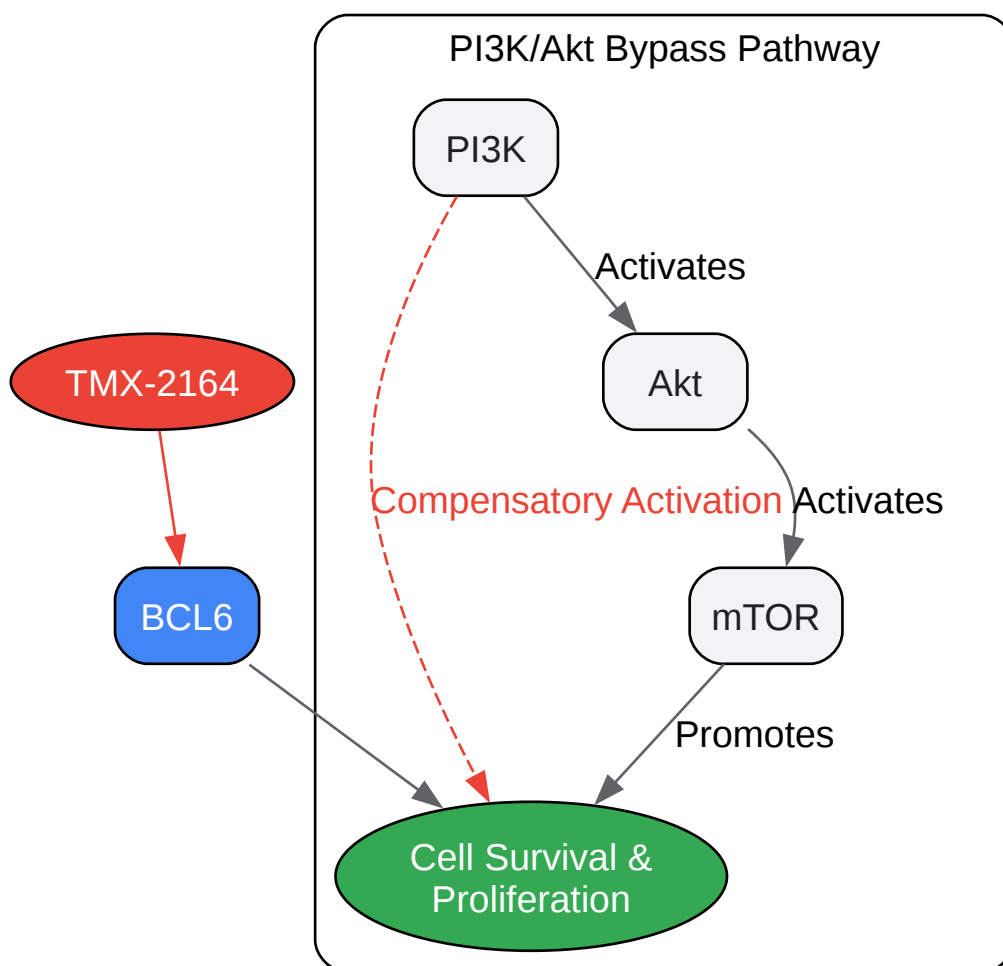 PI3K/Akt Bypass Pathway
PI3K
Activates
TMX-2164
Akt
Compensatory Activation
Activates
BCL6
mTOR
Promotes
Cell Survival &
Proliferation